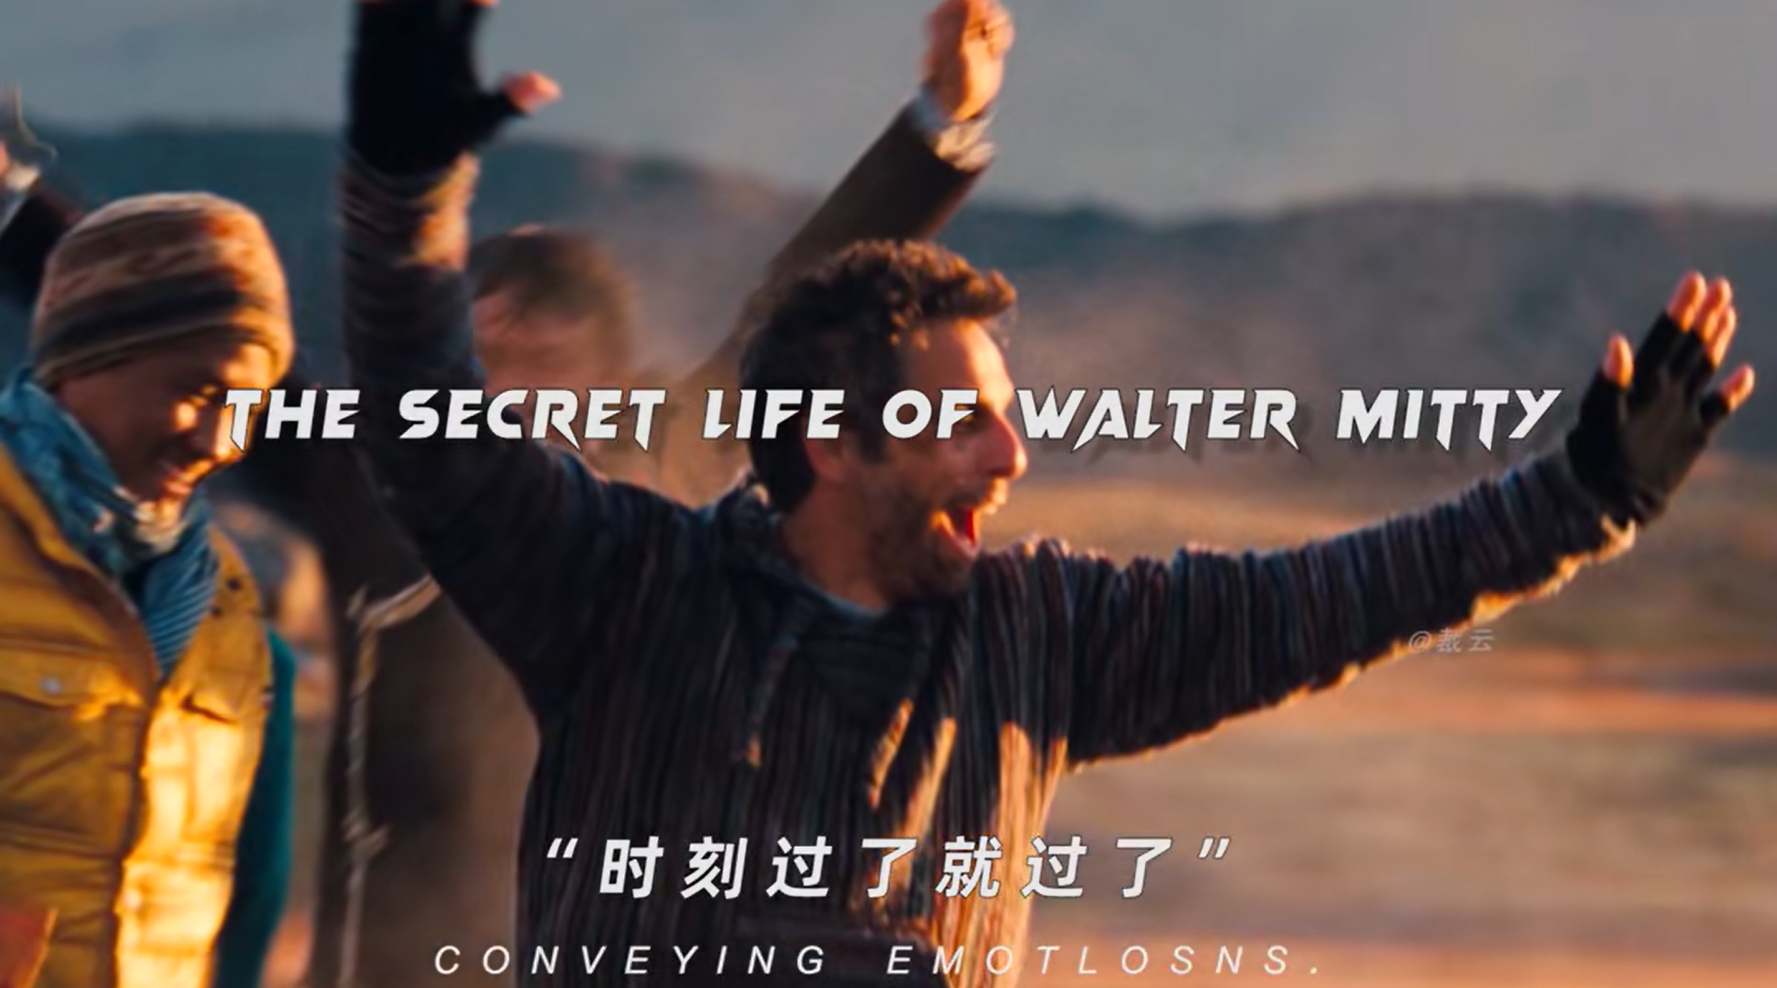 THE SECRET LIFE OF WALTER MITTY
@裁云
“时刻过了就过了”
CONVEYING EMOTLOSNS.